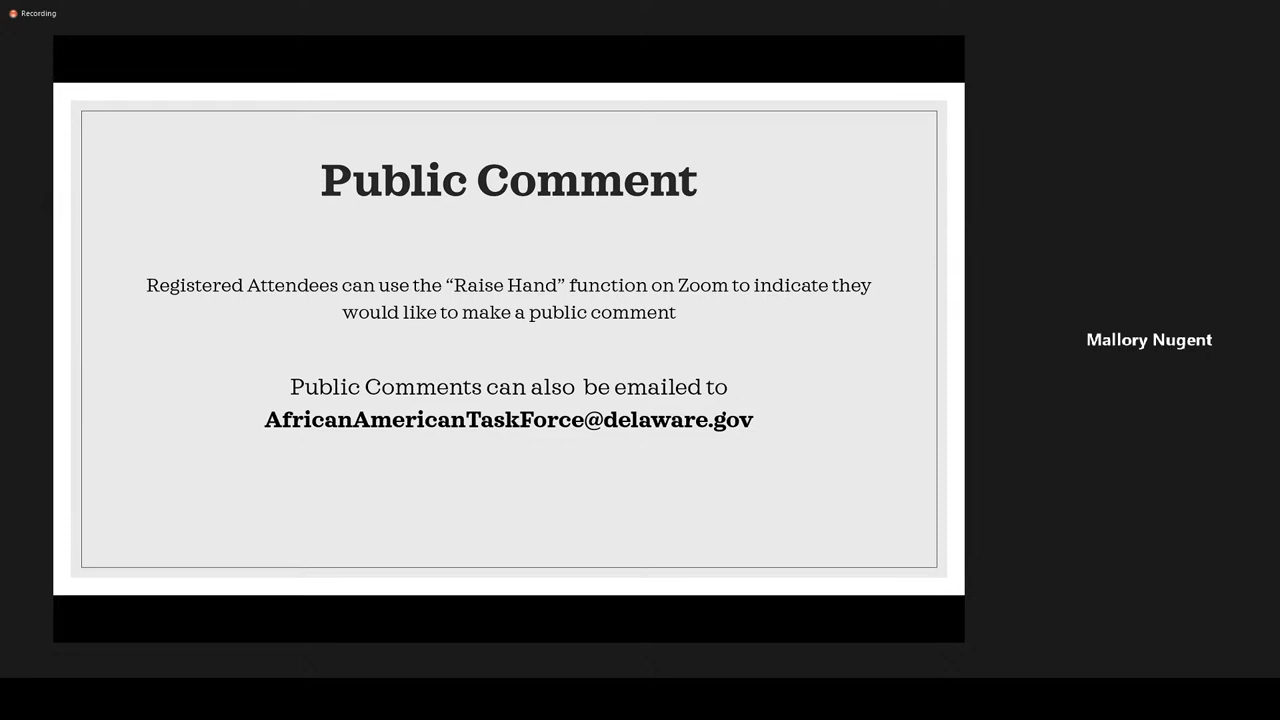 Recording
Public Comment
Registered Attendees can use the “Raise Hand” function on Zoom to indicate they
would like to make a public comment
Mallory Nugent
Public Comments can also  be emailed to
AfricanAmericanTaskForce@delaware.gov